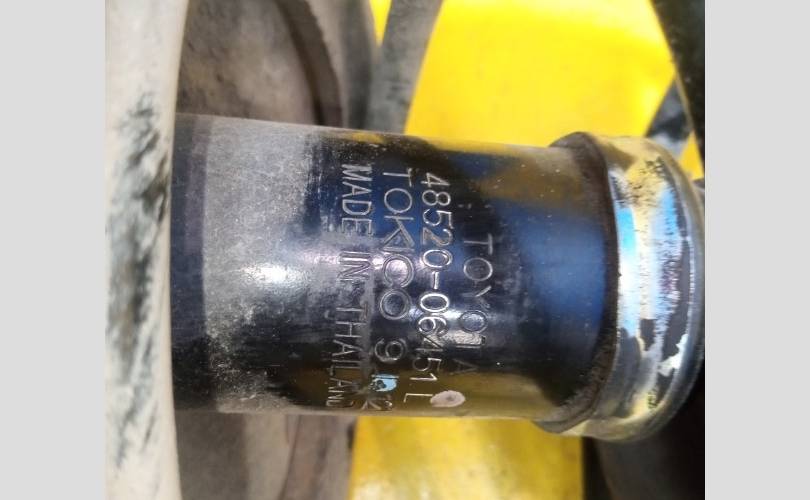 TOYOTA
48520-06451 L
TOKICO 9
MADE IN THAILAND